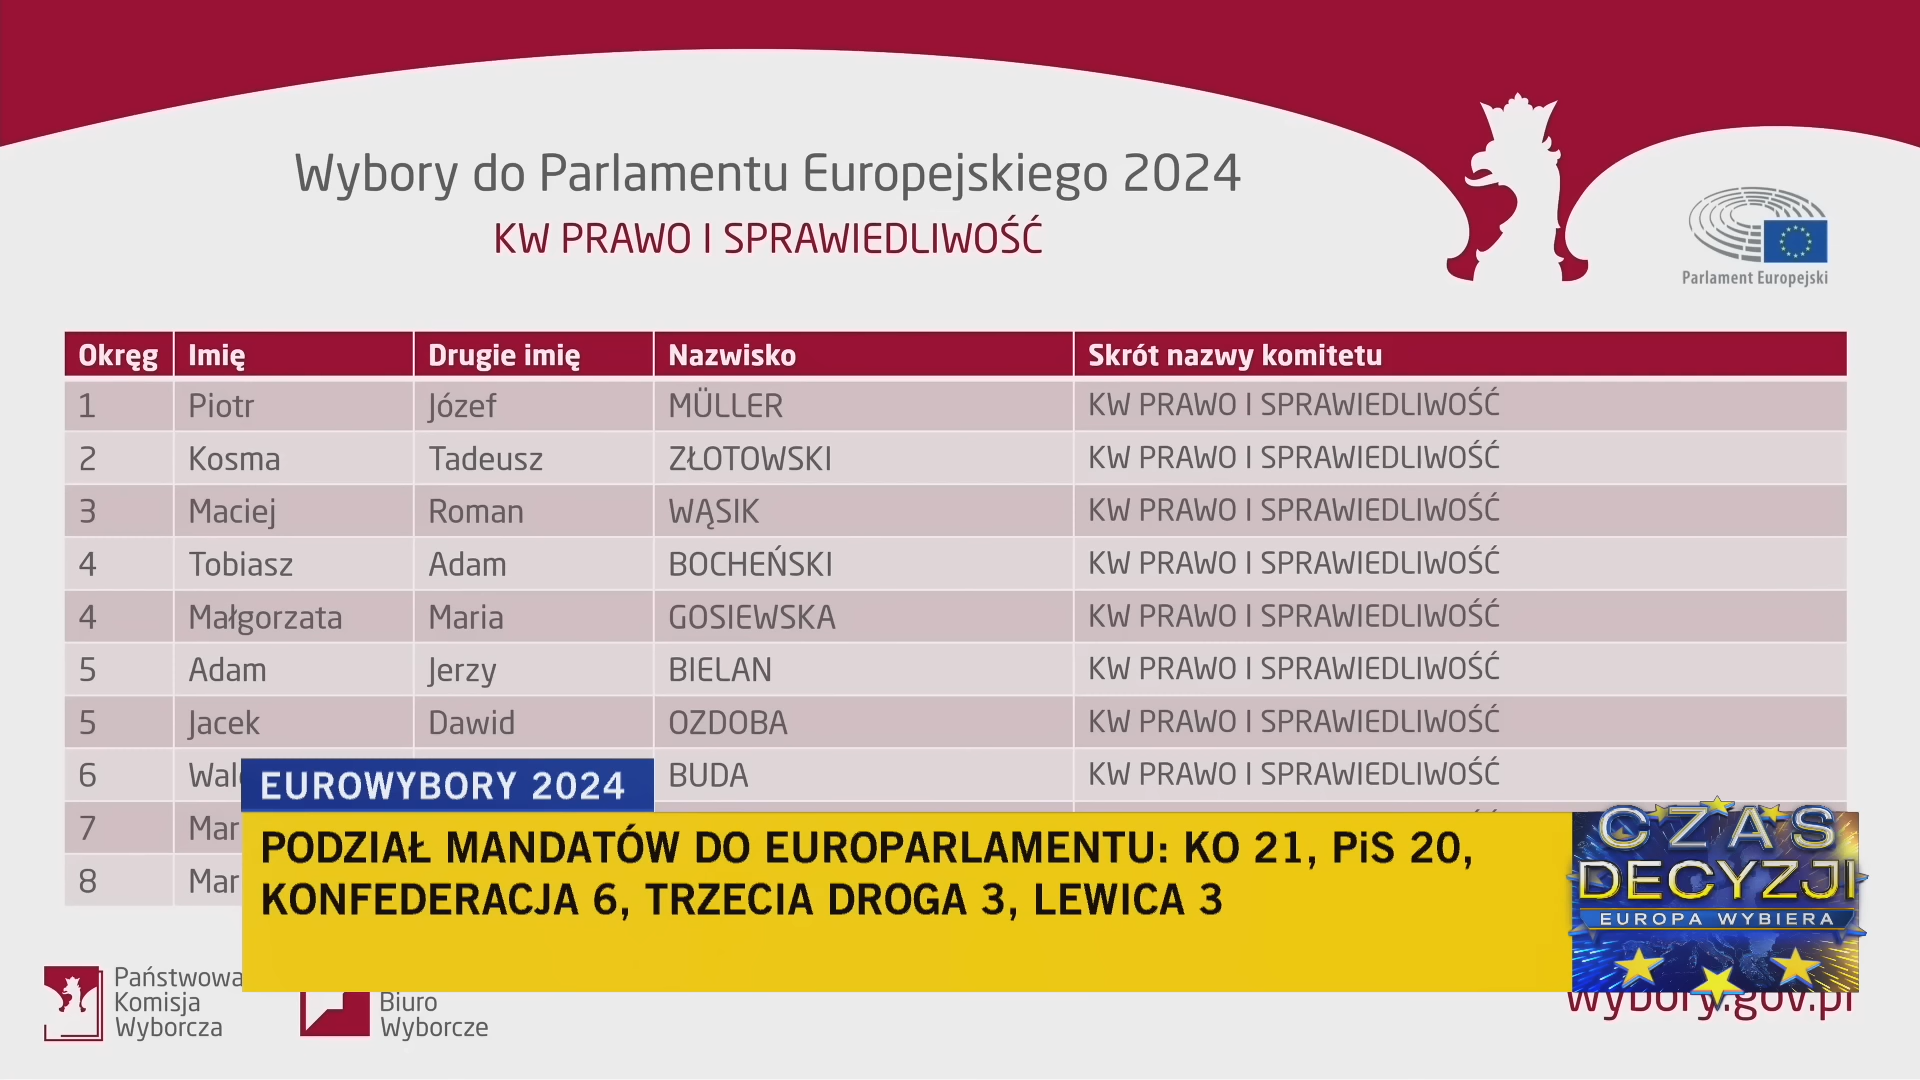 Wybory do Parlamentu Europejskiego 2024
KW PRAWO I SPRAWIEDLIWOŚĆ
Parlament Europejski
Okręg Imię Drugie imię Nazwisko Skrót nazwy komitetu
1 Piotr Józef MÜLLER KW PRAWO I SPRAWIEDLIWOŚĆ
2 Kosma Tadeusz ZŁOTOWSKI KW PRAWO I SPRAWIEDLIWOŚĆ
3 Maciej Roman WĄSIK KW PRAWO I SPRAWIEDLIWOŚĆ
4 Tobiasz Adam BOCHEŃSKI KW PRAWO I SPRAWIEDLIWOŚĆ
4 Małgorzata Maria GOSIEWSKA KW PRAWO I SPRAWIEDLIWOŚĆ
5 Adam Jerzy BIELAN KW PRAWO I SPRAWIEDLIWOŚĆ
5 Jacek Dawid OZDOBA KW PRAWO I SPRAWIEDLIWOŚĆ
6 BUDA KW PRAWO I SPRAWIEDLIWOŚĆ
7 Mar
8 Mar
EUROWYBORY 2024
PODZIAŁ MANDATÓW DO EUROPARLAMENTU: KO 21, PiS 20,
KONFEDERACJA 6, TRZECIA DROGA 3, LEWICA 3
CZAS
DECYZJI
EUROPA WYBIERA
Państwowa
Komisja
Wyborcza
Biuro
Wyborcze
wybory.gov.pl